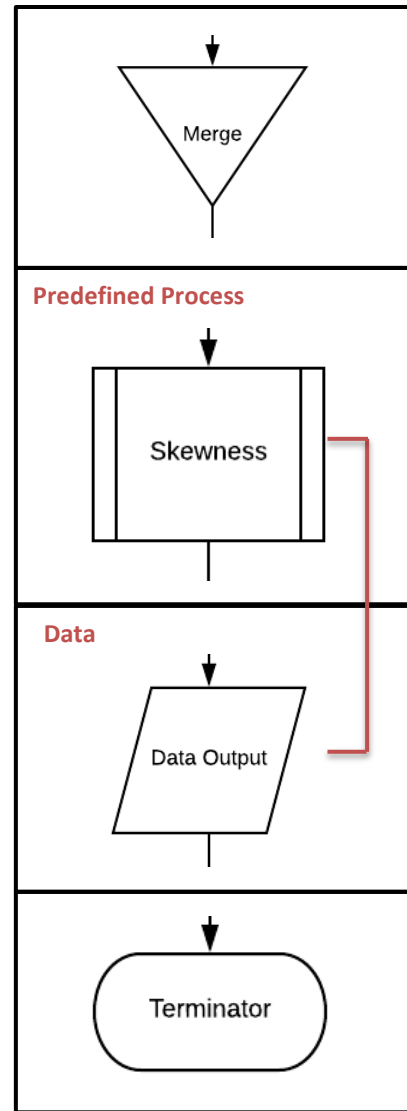 Merge
Predefined Process
Skewness
Data
Data Output
Terminator